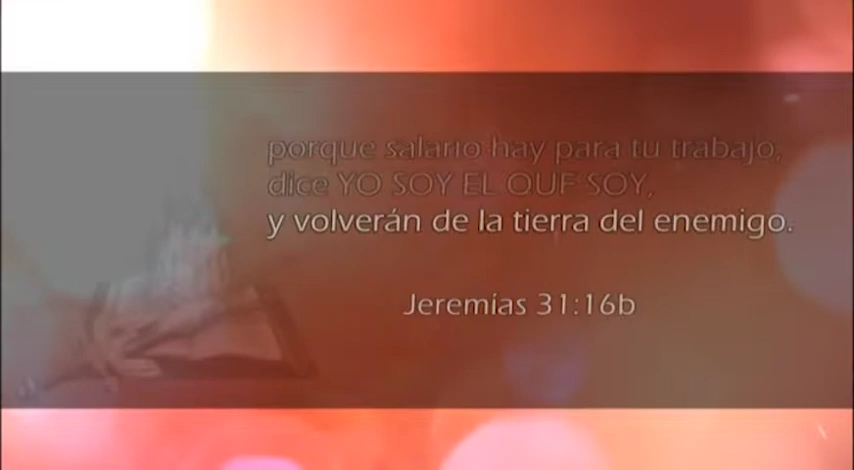 porque salario hay para tu trabajo,
dice YO SOY EL QUE SOY,
y volverán de la tierra del enemigo.
Jeremías 31:16b